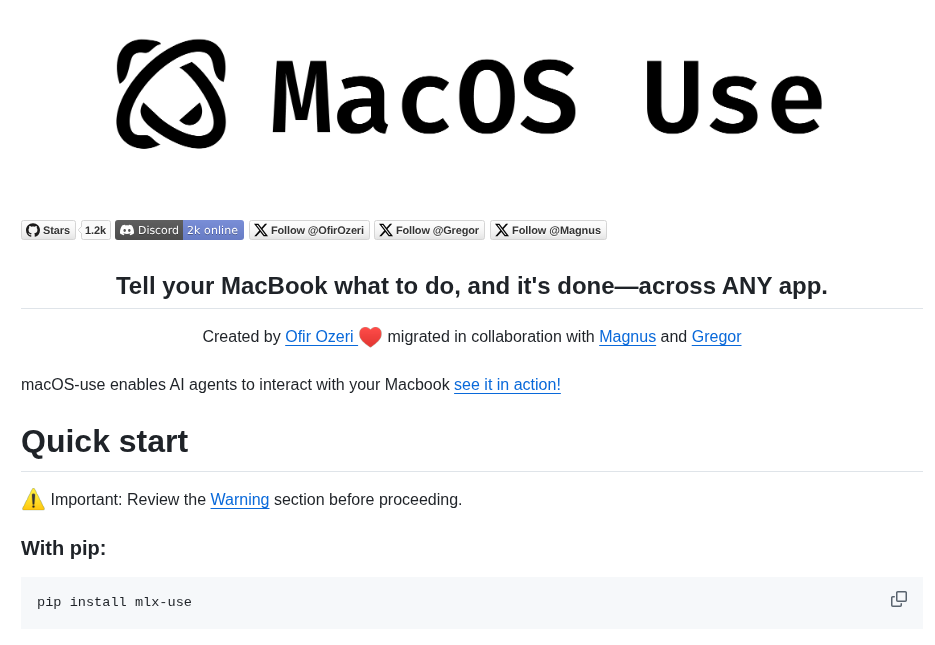 MacOS Use
Stars 1.2k Discord 2k online Follow @OfirOzeri Follow @Gregor Follow @Magnus
Tell your MacBook what to do, and it's done—across ANY app.
Created by Ofir Ozeri ❤️ migrated in collaboration with Magnus and Gregor
macOS-use enables AI agents to interact with your Macbook see it in action!
Quick start
⚠️ Important: Review the Warning section before proceeding.
With pip:
pip install mlx-use